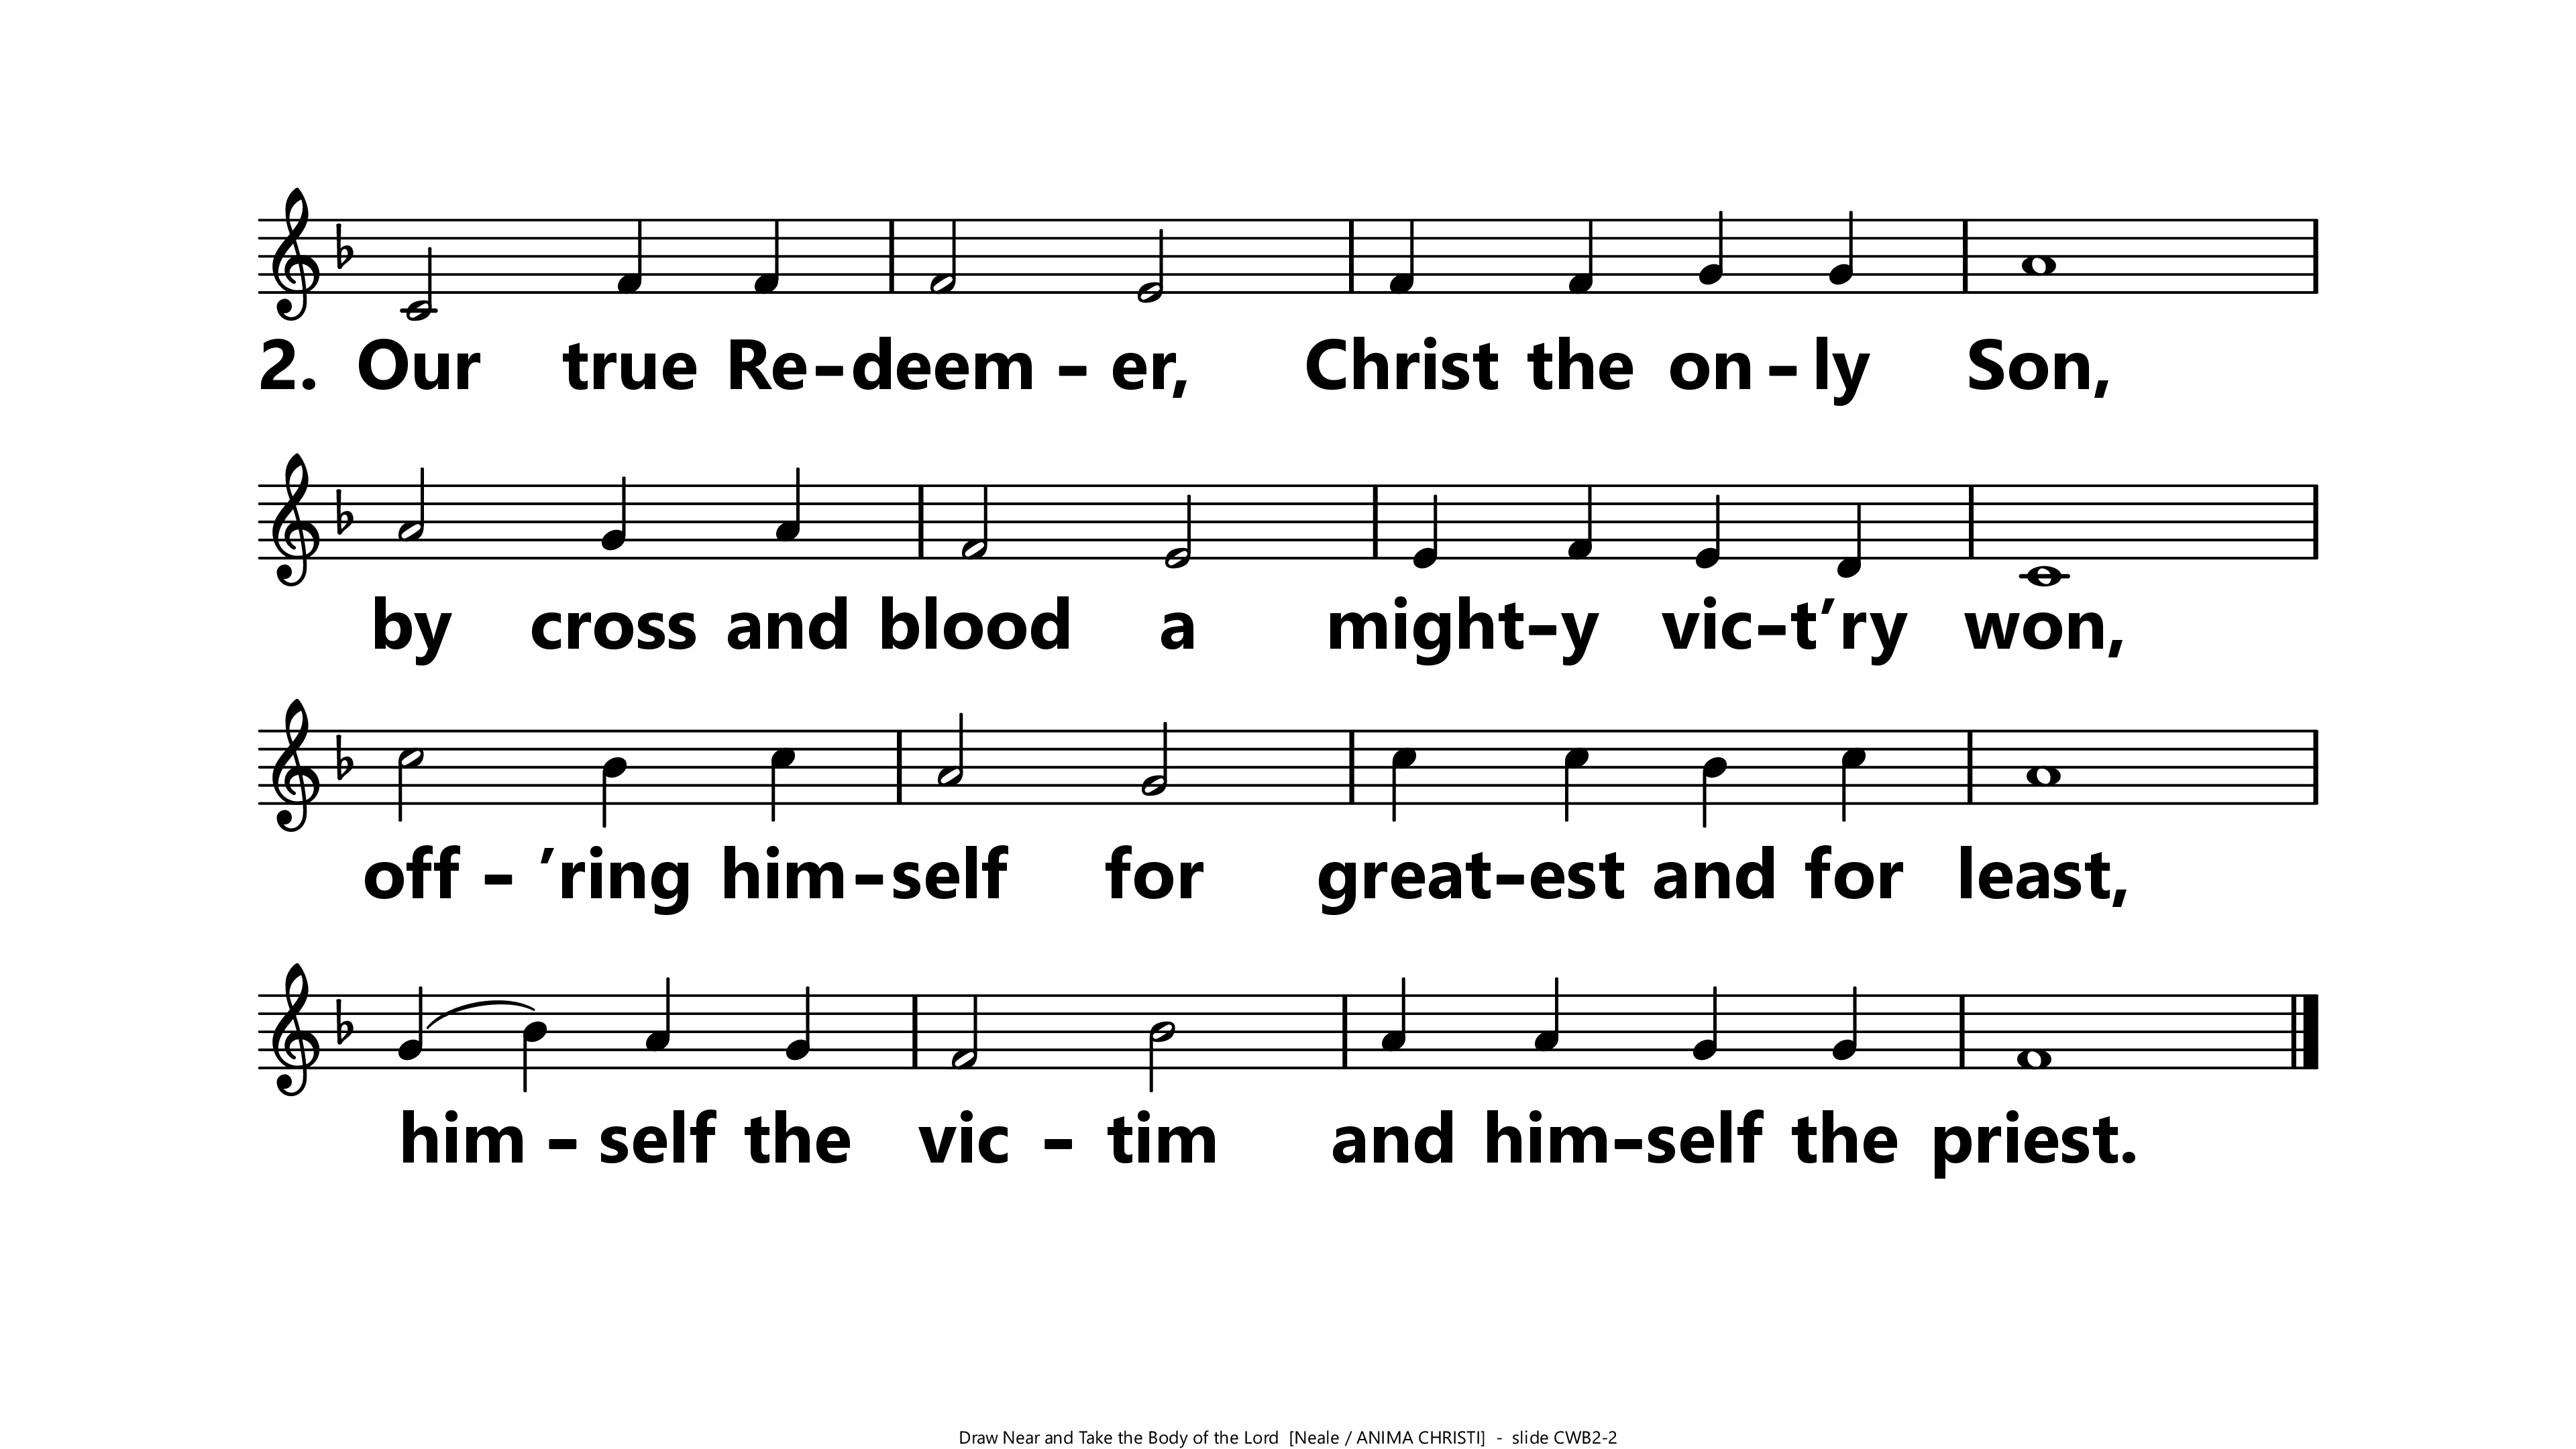 2. Our true Re-deem - er, Christ the on - ly Son,
by cross and blood a might-y vic-t’ry won,
off - ’ring him-self for great-est and for least,
him - self the vic - tim and him-self the priest.
Draw Near and Take the Body of the Lord [Neale / ANIMA CHRISTI] - slide CWB2-2